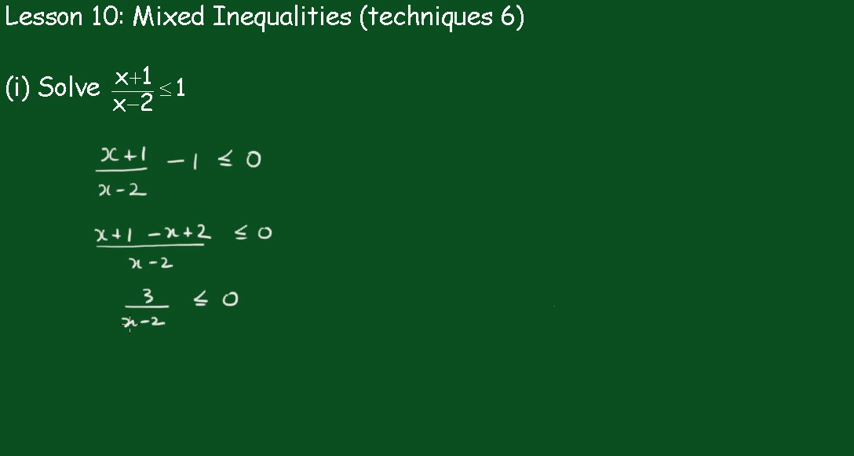 Lesson 10: Mixed Inequalities (techniques 6)
(i) Solve (x+1)/(x−2) ≤ 1
(x+1)/(x−2) − 1 ≤ 0
(x+1 −x+2)/(x−2) ≤ 0
3/(x−2) ≤ 0